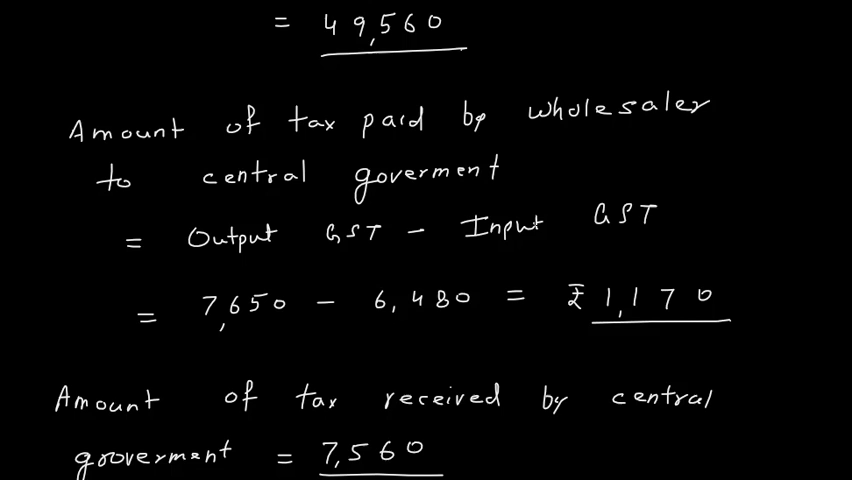 = 49,560
Amount of tax paid by wholesaler
to central goverment
= Output GST - Input GST
= 7,650 - 6,480 = ₹ 1,170
Amount of tax received by central
groverment = 7,560